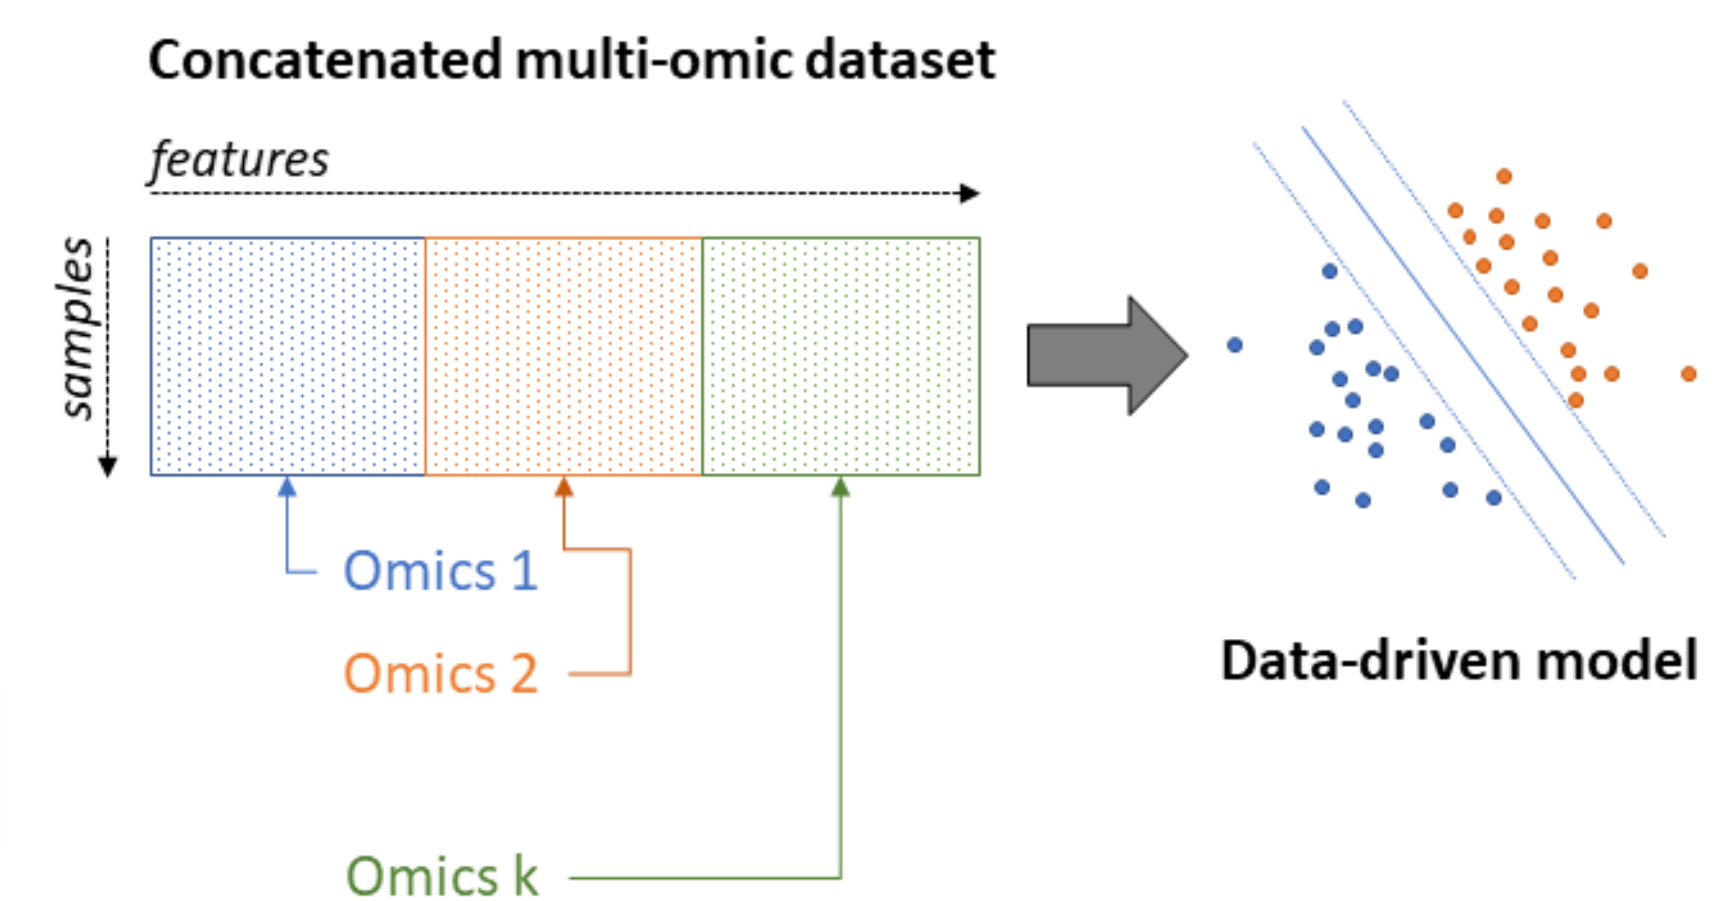 Concatenated multi-omic dataset
features
samples
Omics 1
Omics 2
Omics k
Data-driven model